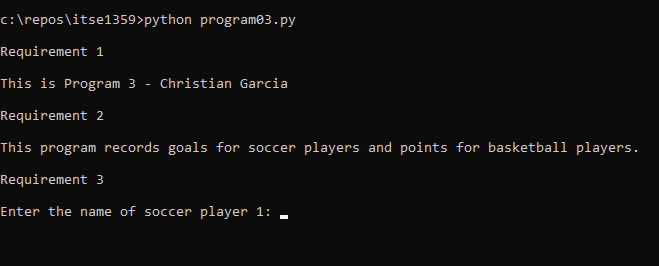 c:\repos\itse1359>python program03.py
Requirement 1
This is Program 3 - Christian Garcia
Requirement 2
This program records goals for soccer players and points for basketball players.
Requirement 3
Enter the name of soccer player 1: